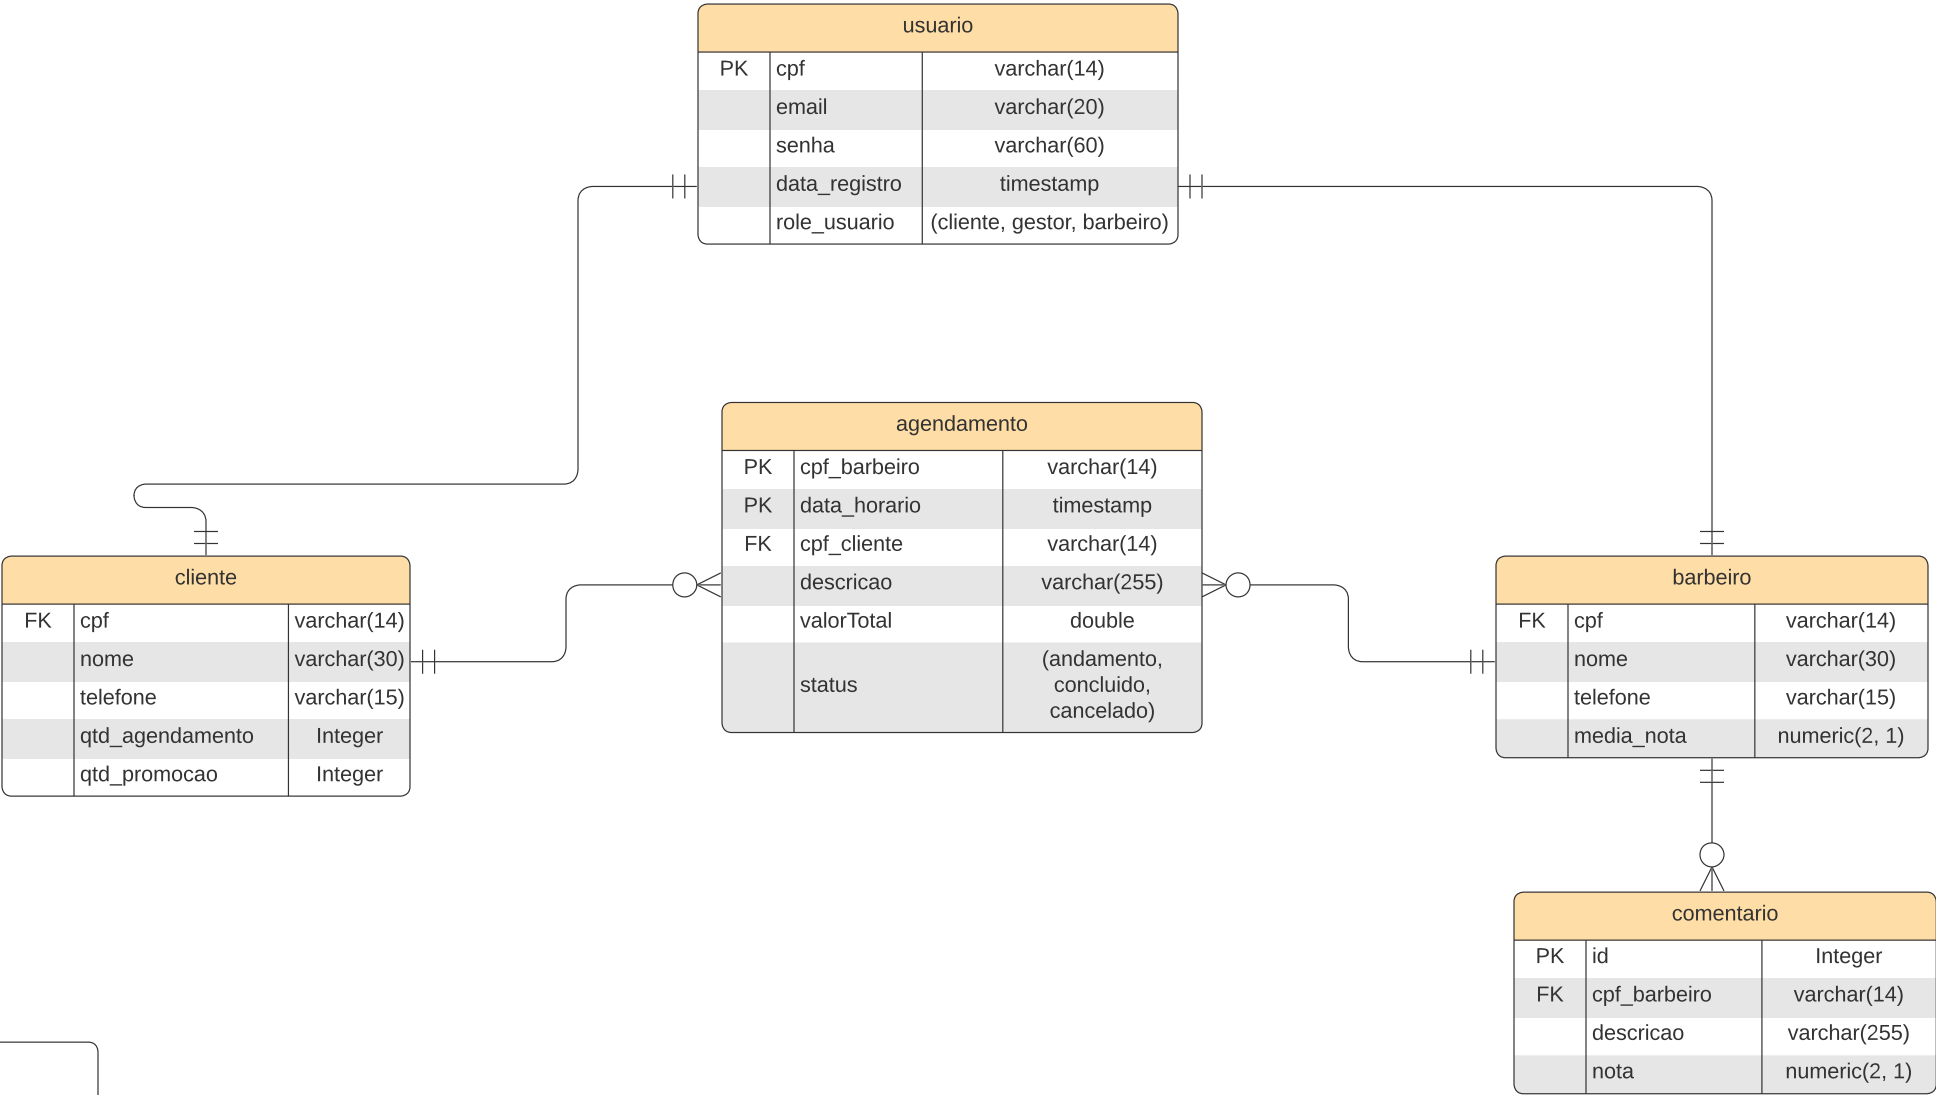 usuario
PK cpf varchar(14)
email varchar(20)
senha varchar(60)
data_registro timestamp
role_usuario (cliente, gestor, barbeiro)
agendamento
PK cpf_barbeiro varchar(14)
PK data_horario timestamp
FK cpf_cliente varchar(14)
descricao varchar(255)
valorTotal double
status (andamento,
concluido,
cancelado)
cliente
FK cpf varchar(14)
nome varchar(30)
telefone varchar(15)
qtd_agendamento Integer
qtd_promocao Integer
barbeiro
FK cpf varchar(14)
nome varchar(30)
telefone varchar(15)
media_nota numeric(2, 1)
comentario
PK id Integer
FK cpf_barbeiro varchar(14)
descricao varchar(255)
nota numeric(2, 1)